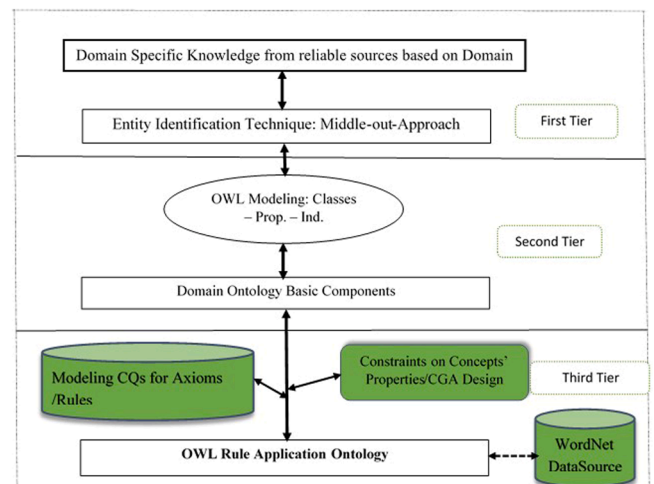 Domain Specific Knowledge from reliable sources based on Domain
Entity Identification Technique: Middle-out-Approach
First Tier
OWL Modeling: Classes
– Prop. – Ind.
Second Tier
Domain Ontology Basic Components
Modeling CQs for Axioms
/Rules
Constraints on Concepts'
Properties/CGA Design
Third Tier
OWL Rule Application Ontology
WordNet
DataSource